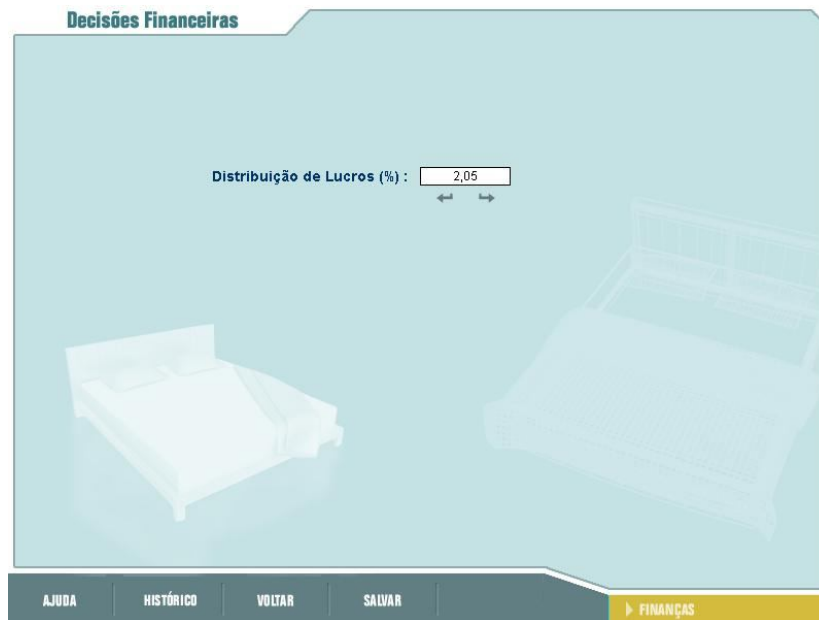 Decisões Financeiras
Distribuição de Lucros (%) : 2,05
AJUDA HISTÓRICO VOLTAR SALVAR
FINANÇAS